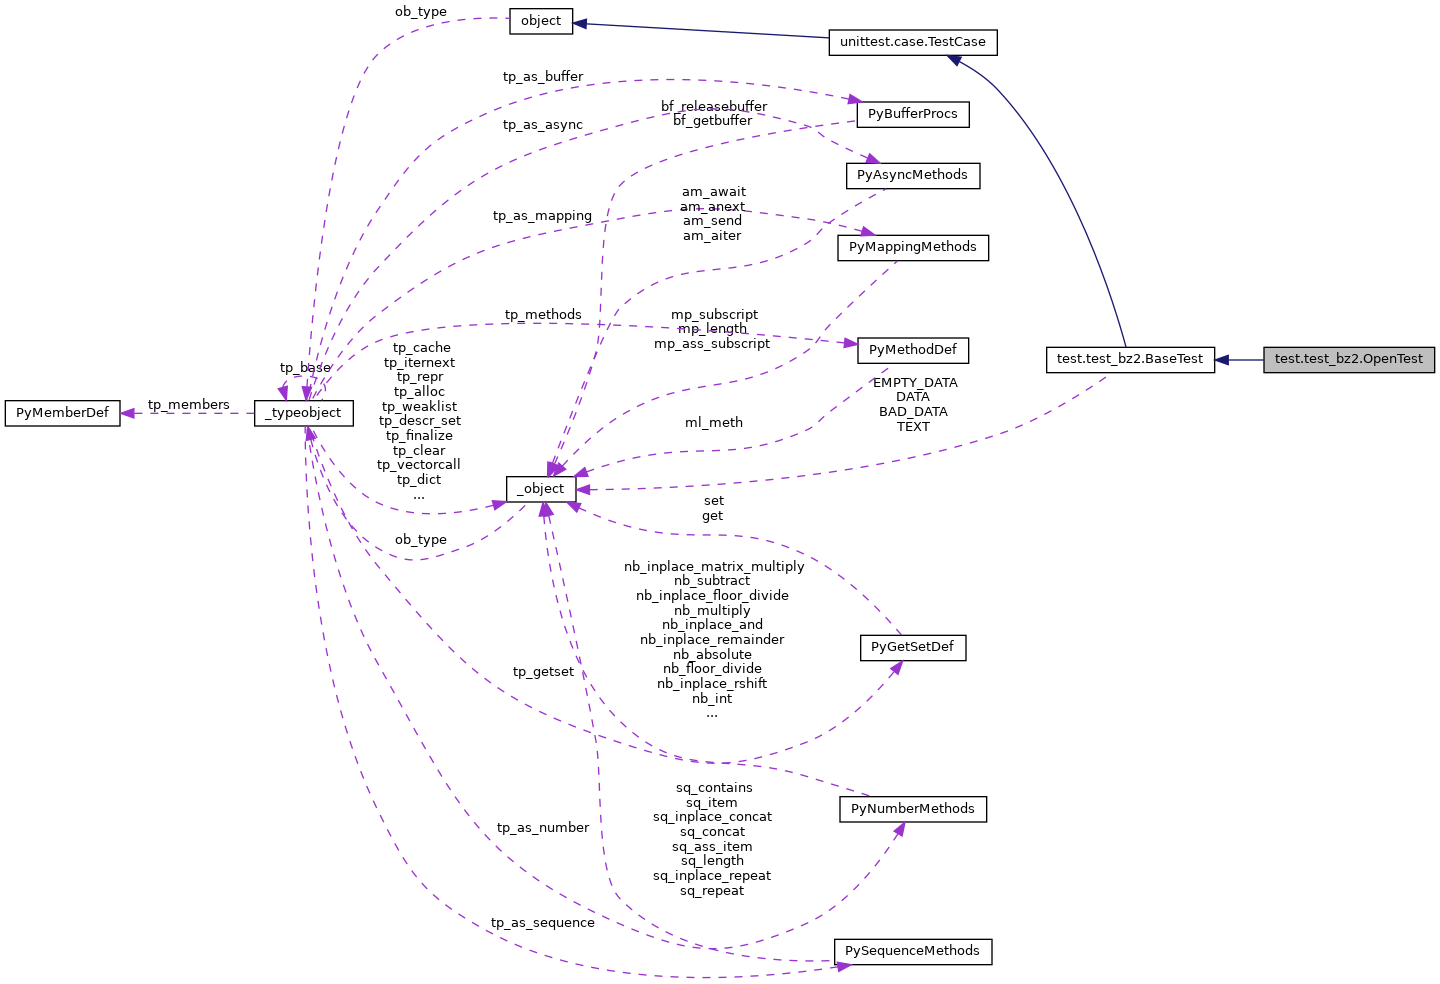 ob_type
object
unittest.case.TestCase
tp_as_buffer
bf_releasebuffer
bf_getbuffer
PyBufferProcs
tp_as_async
PyAsyncMethods
am_await
am_anext
am_send
am_aiter
tp_as_mapping
PyMappingMethods
tp_methods
mp_subscript
mp_length
mp_ass_subscript
PyMethodDef
test.test_bz2.BaseTest
test.test_bz2.OpenTest
tp_base
tp_cache
tp_iternext
tp_repr
tp_alloc
tp_weaklist
tp_descr_set
tp_finalize
tp_clear
tp_vectorcall
tp_dict
...
EMPTY_DATA
DATA
BAD_DATA
TEXT
PyMemberDef
tp_members
_typeobject
ml_meth
_object
set
get
ob_type
nb_inplace_matrix_multiply
nb_subtract
nb_inplace_floor_divide
nb_multiply
nb_inplace_and
nb_inplace_remainder
nb_absolute
nb_floor_divide
nb_inplace_rshift
nb_int
...
PyGetSetDef
tp_getset
sq_contains
sq_item
sq_inplace_concat
sq_concat
sq_ass_item
sq_length
sq_inplace_repeat
sq_repeat
PyNumberMethods
tp_as_number
tp_as_sequence
PySequenceMethods